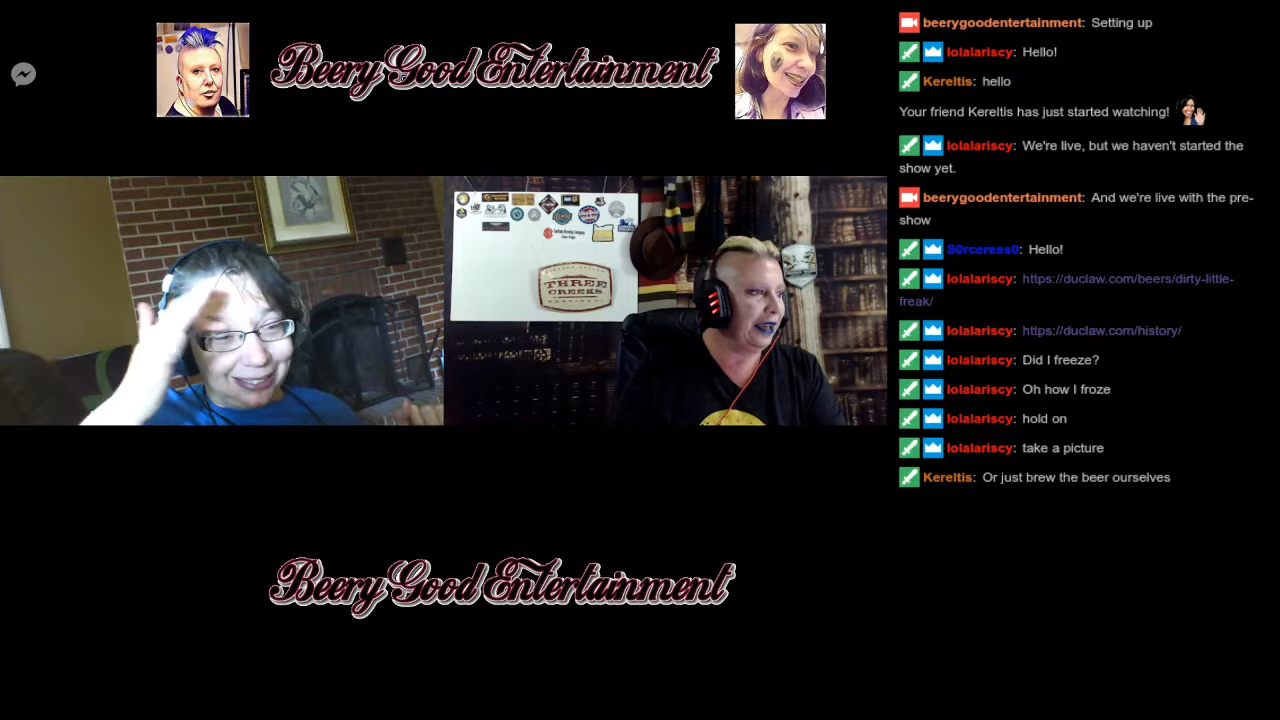 Beery Good Entertainment
THREE
CREEKS
Beery Good Entertainment
beerygoodentertainment: Setting up
lolalariscy: Hello!
Kereltis: hello
Your friend Kereltis has just started watching!
lolalariscy: We're live, but we haven't started the
show yet.
beerygoodentertainment: And we're live with the pre-
show
S0rceress0: Hello!
lolalariscy: https://duclaw.com/beers/dirty-little-
freak/
lolalariscy: https://duclaw.com/history/
lolalariscy: Did I freeze?
lolalariscy: Oh how I froze
lolalariscy: hold on
lolalariscy: take a picture
Kereltis: Or just brew the beer ourselves